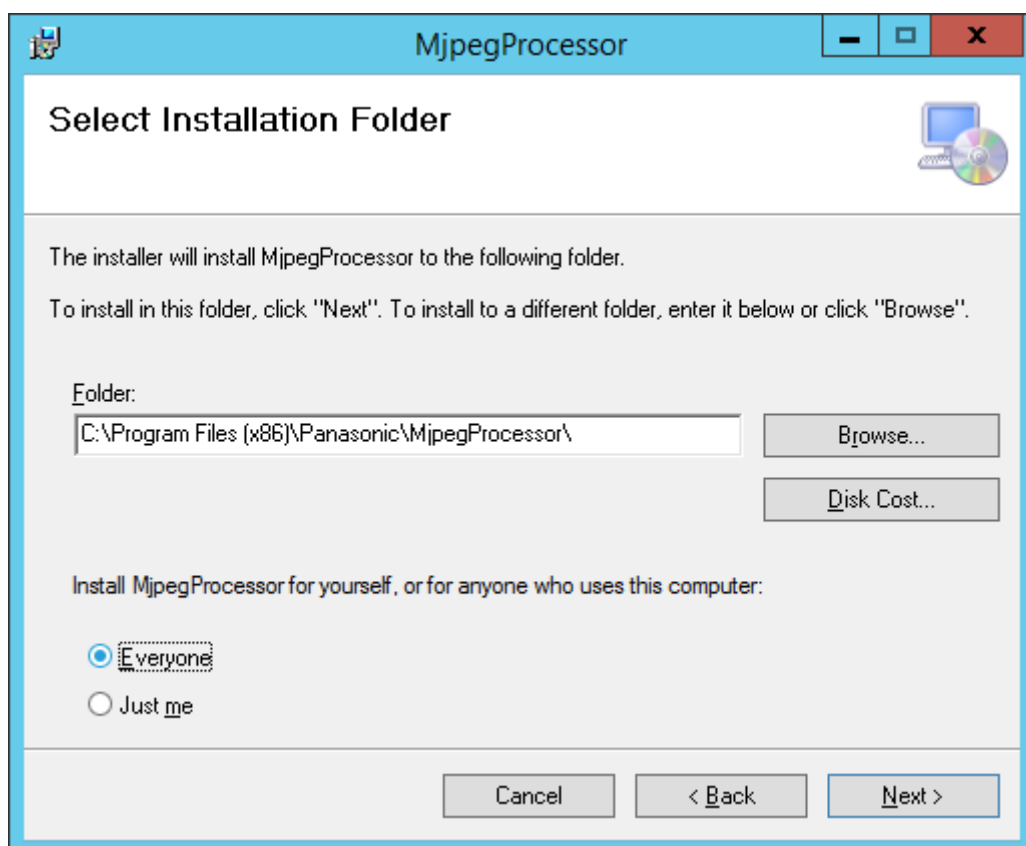 MjpegProcessor
Select Installation Folder
The installer will install MjpegProcessor to the following folder.
To install in this folder, click "Next". To install to a different folder, enter it below or click "Browse".
Folder:
C:\Program Files (x86)\Panasonic\MjpegProcessor\
Browse...
Disk Cost...
Install MjpegProcessor for yourself, or for anyone who uses this computer:
Everyone
Just me
Cancel
< Back
Next >